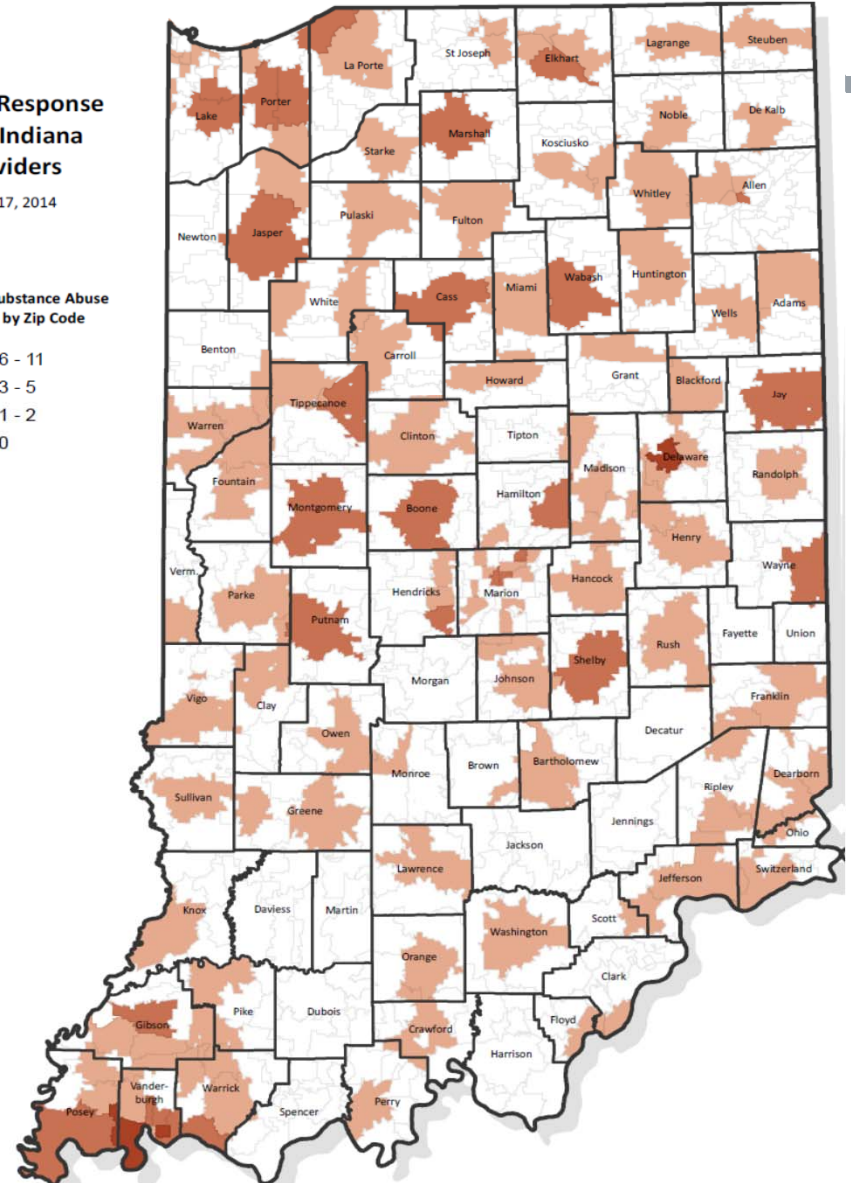 Response
Indiana
viders
17, 2014
ubstance Abuse
by Zip Code
6 - 11
3 - 5
1 - 2
0
St Joseph
Elkhart
Lagrange
Steuben
La Porte
Lake
Porter
Starke
Marshall
Noble
De Kalb
Kosciusko
Whitley
Allen
Newton
Jasper
Pulaski
Fulton
White
Cass
Miami
Wabash
Huntington
Wells
Adams
Benton
Carroll
Howard
Grant
Blackford
Jay
Warren
Tippecanoe
Clinton
Tipton
Madison
Delaware
Randolph
Fountain
Montgomery
Boone
Hamilton
Henry
Verm.
Parke
Putnam
Hendricks
Marion
Hancock
Wayne
Rush
Fayette
Union
Vigo
Clay
Morgan
Johnson
Shelby
Franklin
Owen
Decatur
Sullivan
Greene
Monroe
Brown
Bartholomew
Ripley
Dearborn
Jennings
Ohio
Lawrence
Jackson
Jefferson
Switzerland
Knox
Daviess
Martin
Scott
Washington
Orange
Clark
Gibson
Pike
Dubois
Crawford
Floyd
Harrison
Posey
Vander-
burgh
Warrick
Spencer
Perry